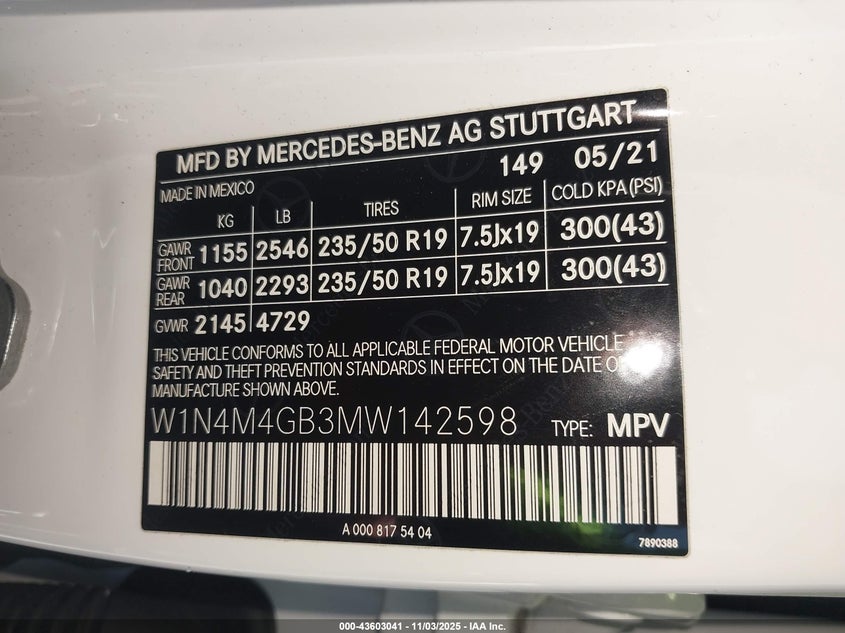 MFD BY MERCEDES-BENZ AG STUTTGART
149 05/21
MADE IN MEXICO
KG LB TIRES RIM SIZE COLD KPA (PSI)
GAWR FRONT 1155 2546 235/50 R19 7.5Jx19 300(43)
GAWR REAR 1040 2293 235/50 R19 7.5Jx19 300(43)
GVWR 2145 4729
THIS VEHICLE CONFORMS TO ALL APPLICABLE FEDERAL MOTOR VEHICLE
SAFETY AND THEFT PREVENTION STANDARDS IN EFFECT ON THE DATE OF
MANUFACTURE SHOWN ABOVE.
W1N4M4GB3MW142598 TYPE: MPV
A 000 817 54 04
7890388
000-43603041 - 11/03/2025 - IAA Inc.